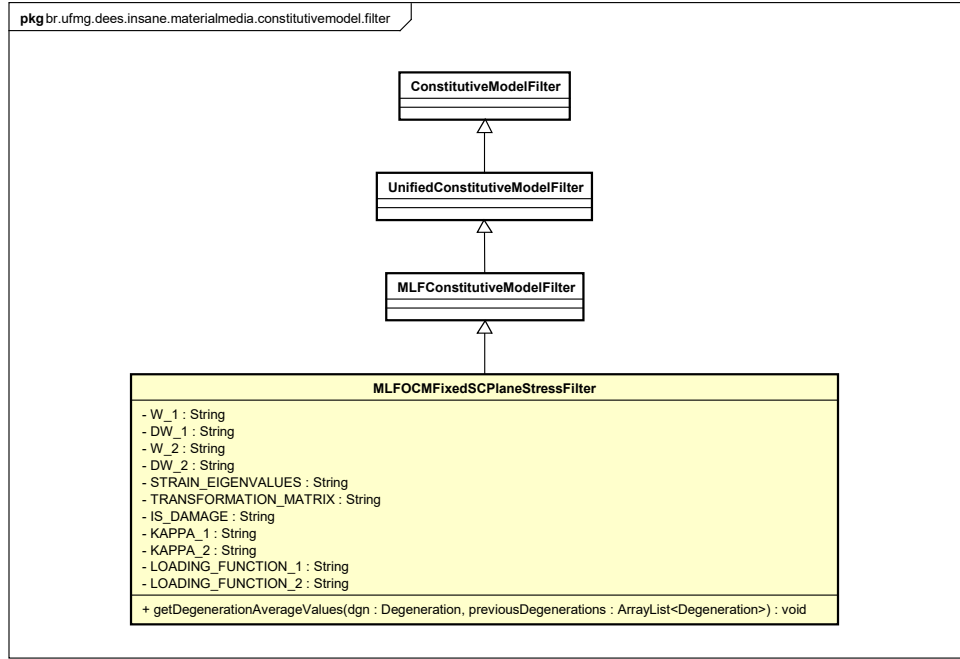 pkg br.ufmg.dees.insane.materialmedia.constitutivemodel.filter
ConstitutiveModelFilter
UnifiedConstitutiveModelFilter
MLFConstitutiveModelFilter
MLFOCMFixedSCPlaneStressFilter
- W_1 : String
- DW_1 : String
- W_2 : String
- DW_2 : String
- STRAIN_EIGENVALUES : String
- TRANSFORMATION_MATRIX : String
- IS_DAMAGE : String
- KAPPA_1 : String
- KAPPA_2 : String
- LOADING_FUNCTION_1 : String
- LOADING_FUNCTION_2 : String
+ getDegenerationAverageValues(dgn : Degeneration, previousDegenerations : ArrayList<Degeneration>) : void